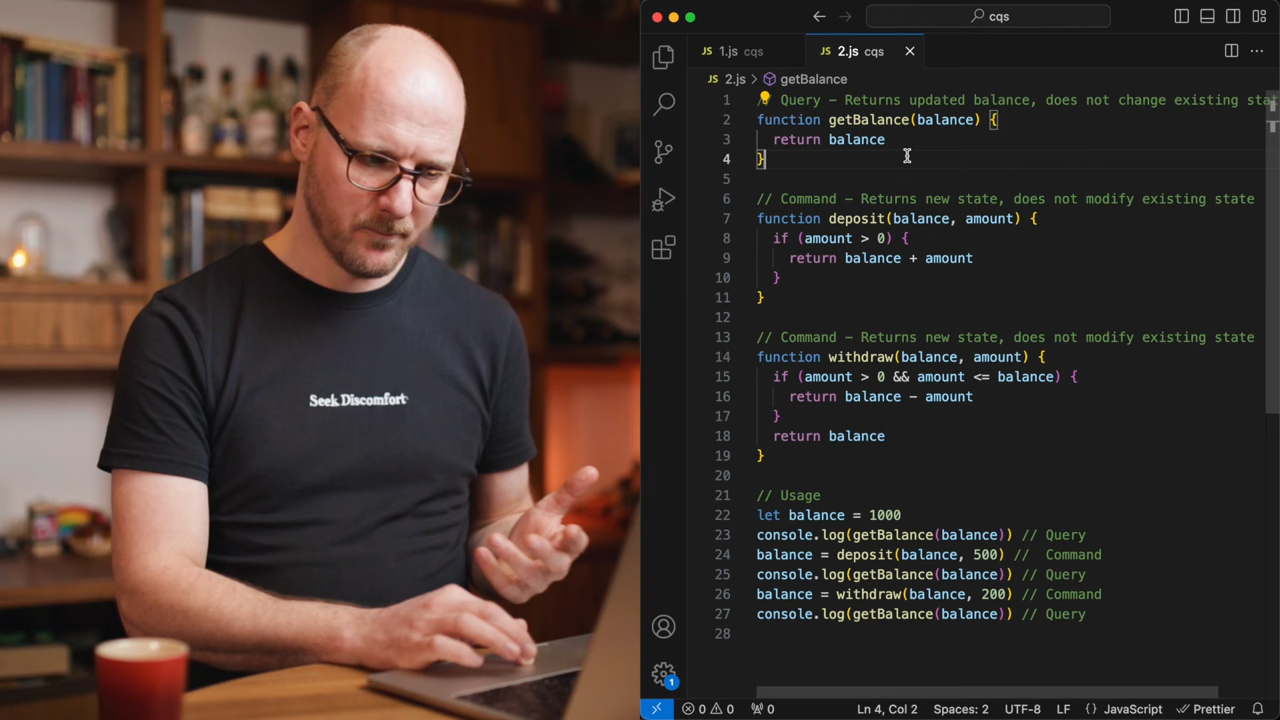 Seek Discomfort
cqs
JS 1.js cqs
JS 2.js cqs
JS 2.js > getBalance
1 // Query – Returns updated balance, does not change existing sta
2 function getBalance(balance) {
3 return balance
4 }
5
6 // Command – Returns new state, does not modify existing state
7 function deposit(balance, amount) {
8 if (amount > 0) {
9 return balance + amount
10 }
11 }
12
13 // Command – Returns new state, does not modify existing state
14 function withdraw(balance, amount) {
15 if (amount > 0 && amount <= balance) {
16 return balance – amount
17 }
18 return balance
19 }
20
21 // Usage
22 let balance = 1000
23 console.log(getBalance(balance)) // Query
24 balance = deposit(balance, 500) //  Command
25 console.log(getBalance(balance)) // Query
26 balance = withdraw(balance, 200) // Command
27 console.log(getBalance(balance)) // Query
28
1
0 0 0 Ln 4, Col 2 Spaces: 2 UTF-8 LF {} JavaScript Prettier